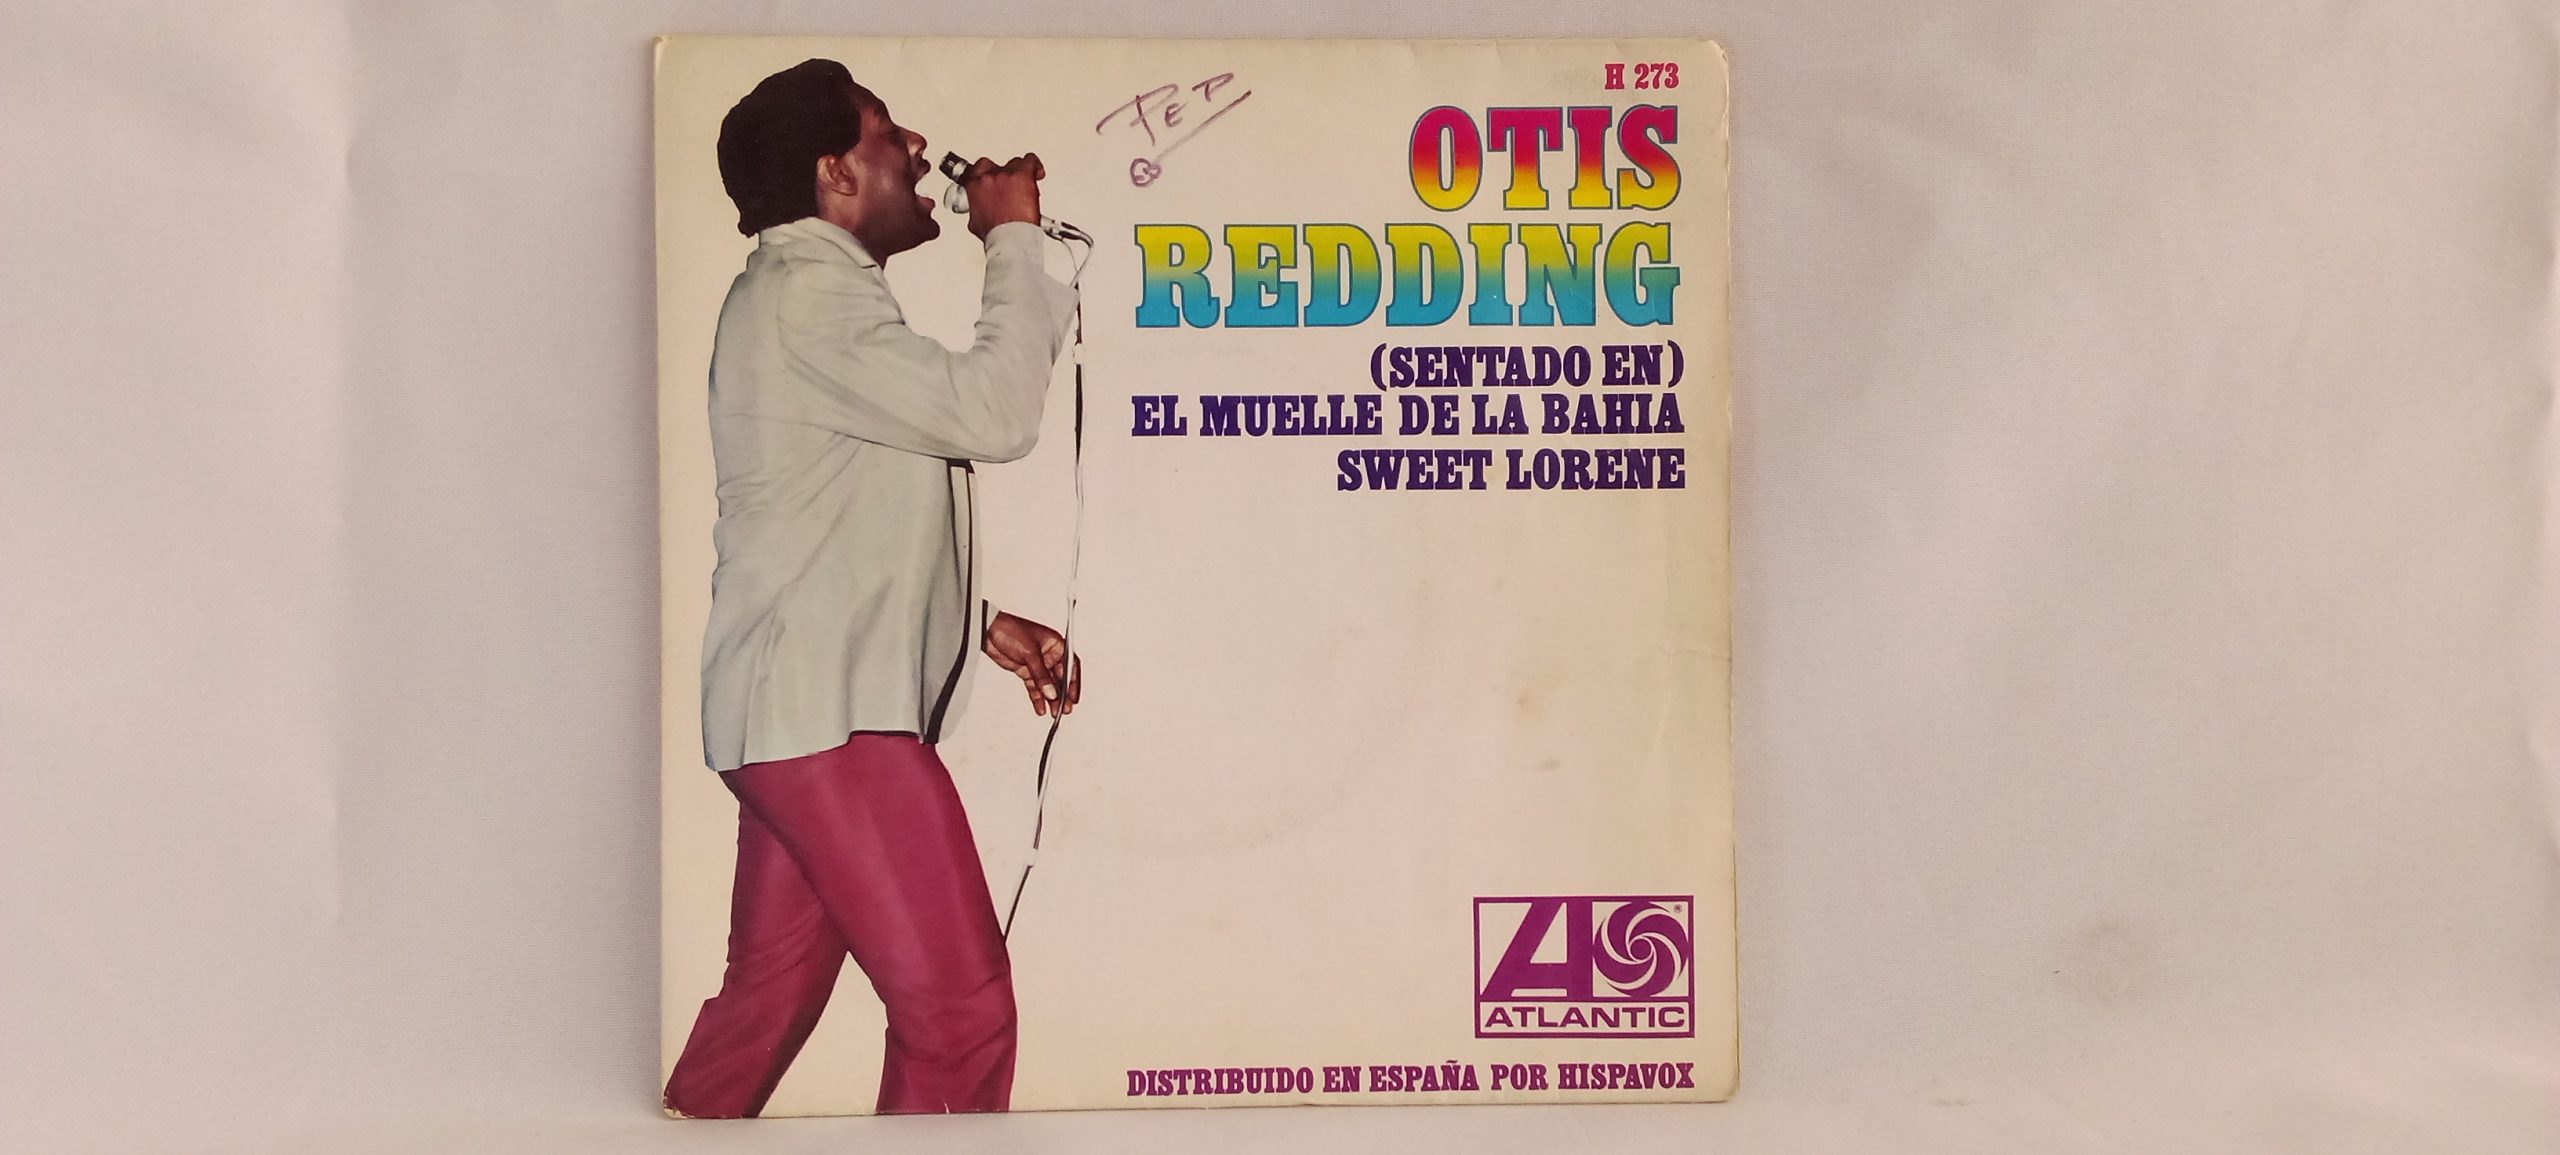 PEP
H 273
OTIS
REDDING
(SENTADO EN)
EL MUELLE DE LA BAHIA
SWEET LORENE
A
ATLANTIC
DISTRIBUIDO EN ESPAÑA POR HISPAVOX